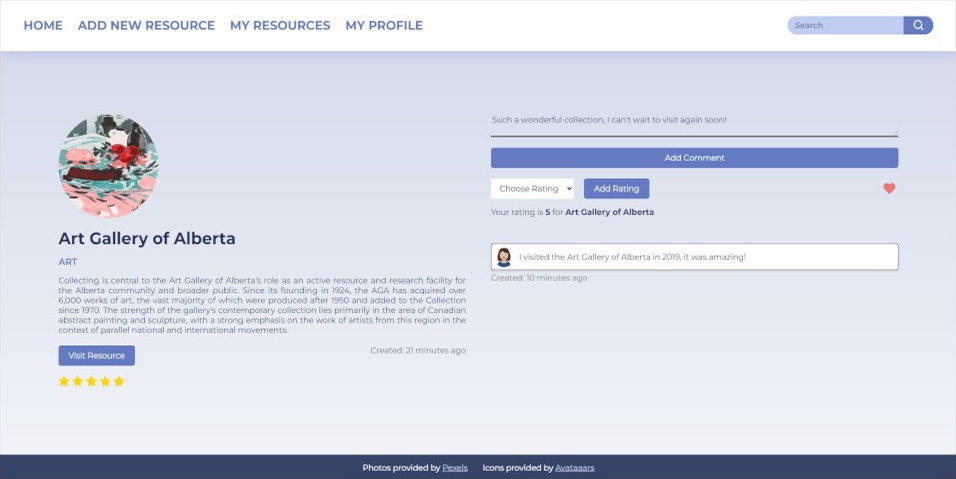 HOME ADD NEW RESOURCE MY RESOURCES MY PROFILE Search
Such a wonderful collection, I can't wait to visit again soon!
Add Comment
Choose Rating Add Rating
Your rating is 5 for Art Gallery of Alberta
I visited the Art Gallery of Alberta in 2019, it was amazing!
Created: 10 minutes ago
Art Gallery of Alberta
ART
Collecting is central to the Art Gallery of Alberta's role as an active resource and research facility for
the Alberta community and broader public. Since its founding in 1924, the AGA has acquired over
6,000 works of art, the vast majority of which were produced after 1950 and added to the Collection
since 1970. The strength of the gallery's contemporary collection lies primarily in the area of Canadian
abstract painting and sculpture, with a strong emphasis on the work of artists from this region in the
context of parallel national and international movements.
Visit Resource Created: 21 minutes ago
Photos provided by Pexels Icons provided by Avataaars